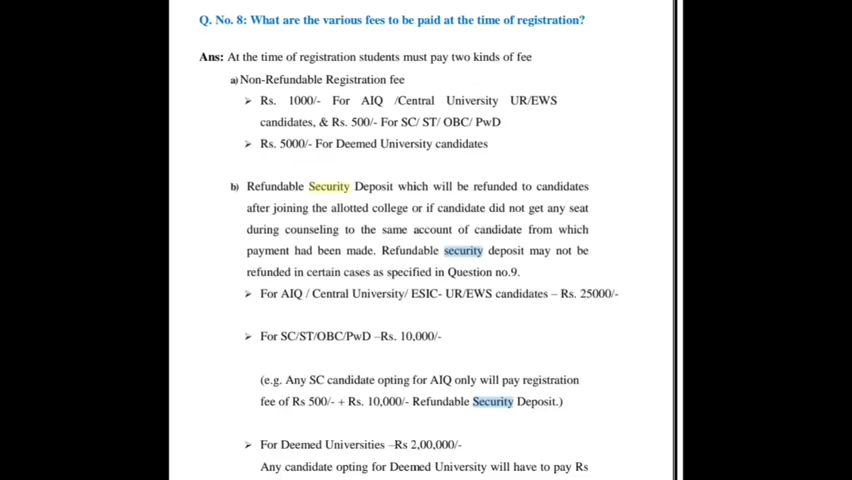 Q. No. 8: What are the various fees to be paid at the time of registration?
Ans: At the time of registration students must pay two kinds of fee
a) Non-Refundable Registration fee
➢ Rs. 1000/- For AIQ /Central University UR/EWS
candidates, & Rs. 500/- For SC/ ST/ OBC/ PwD
➢ Rs. 5000/- For Deemed University candidates
b) Refundable Security Deposit which will be refunded to candidates
after joining the allotted college or if candidate did not get any seat
during counseling to the same account of candidate from which
payment had been made. Refundable security deposit may not be
refunded in certain cases as specified in Question no.9.
➢ For AIQ / Central University/ ESIC- UR/EWS candidates – Rs. 25000/-
➢ For SC/ST/OBC/PwD –Rs. 10,000/-
(e.g. Any SC candidate opting for AIQ only will pay registration
fee of Rs 500/- + Rs. 10,000/- Refundable Security Deposit.)
➢ For Deemed Universities –Rs 2,00,000/-
Any candidate opting for Deemed University will have to pay Rs